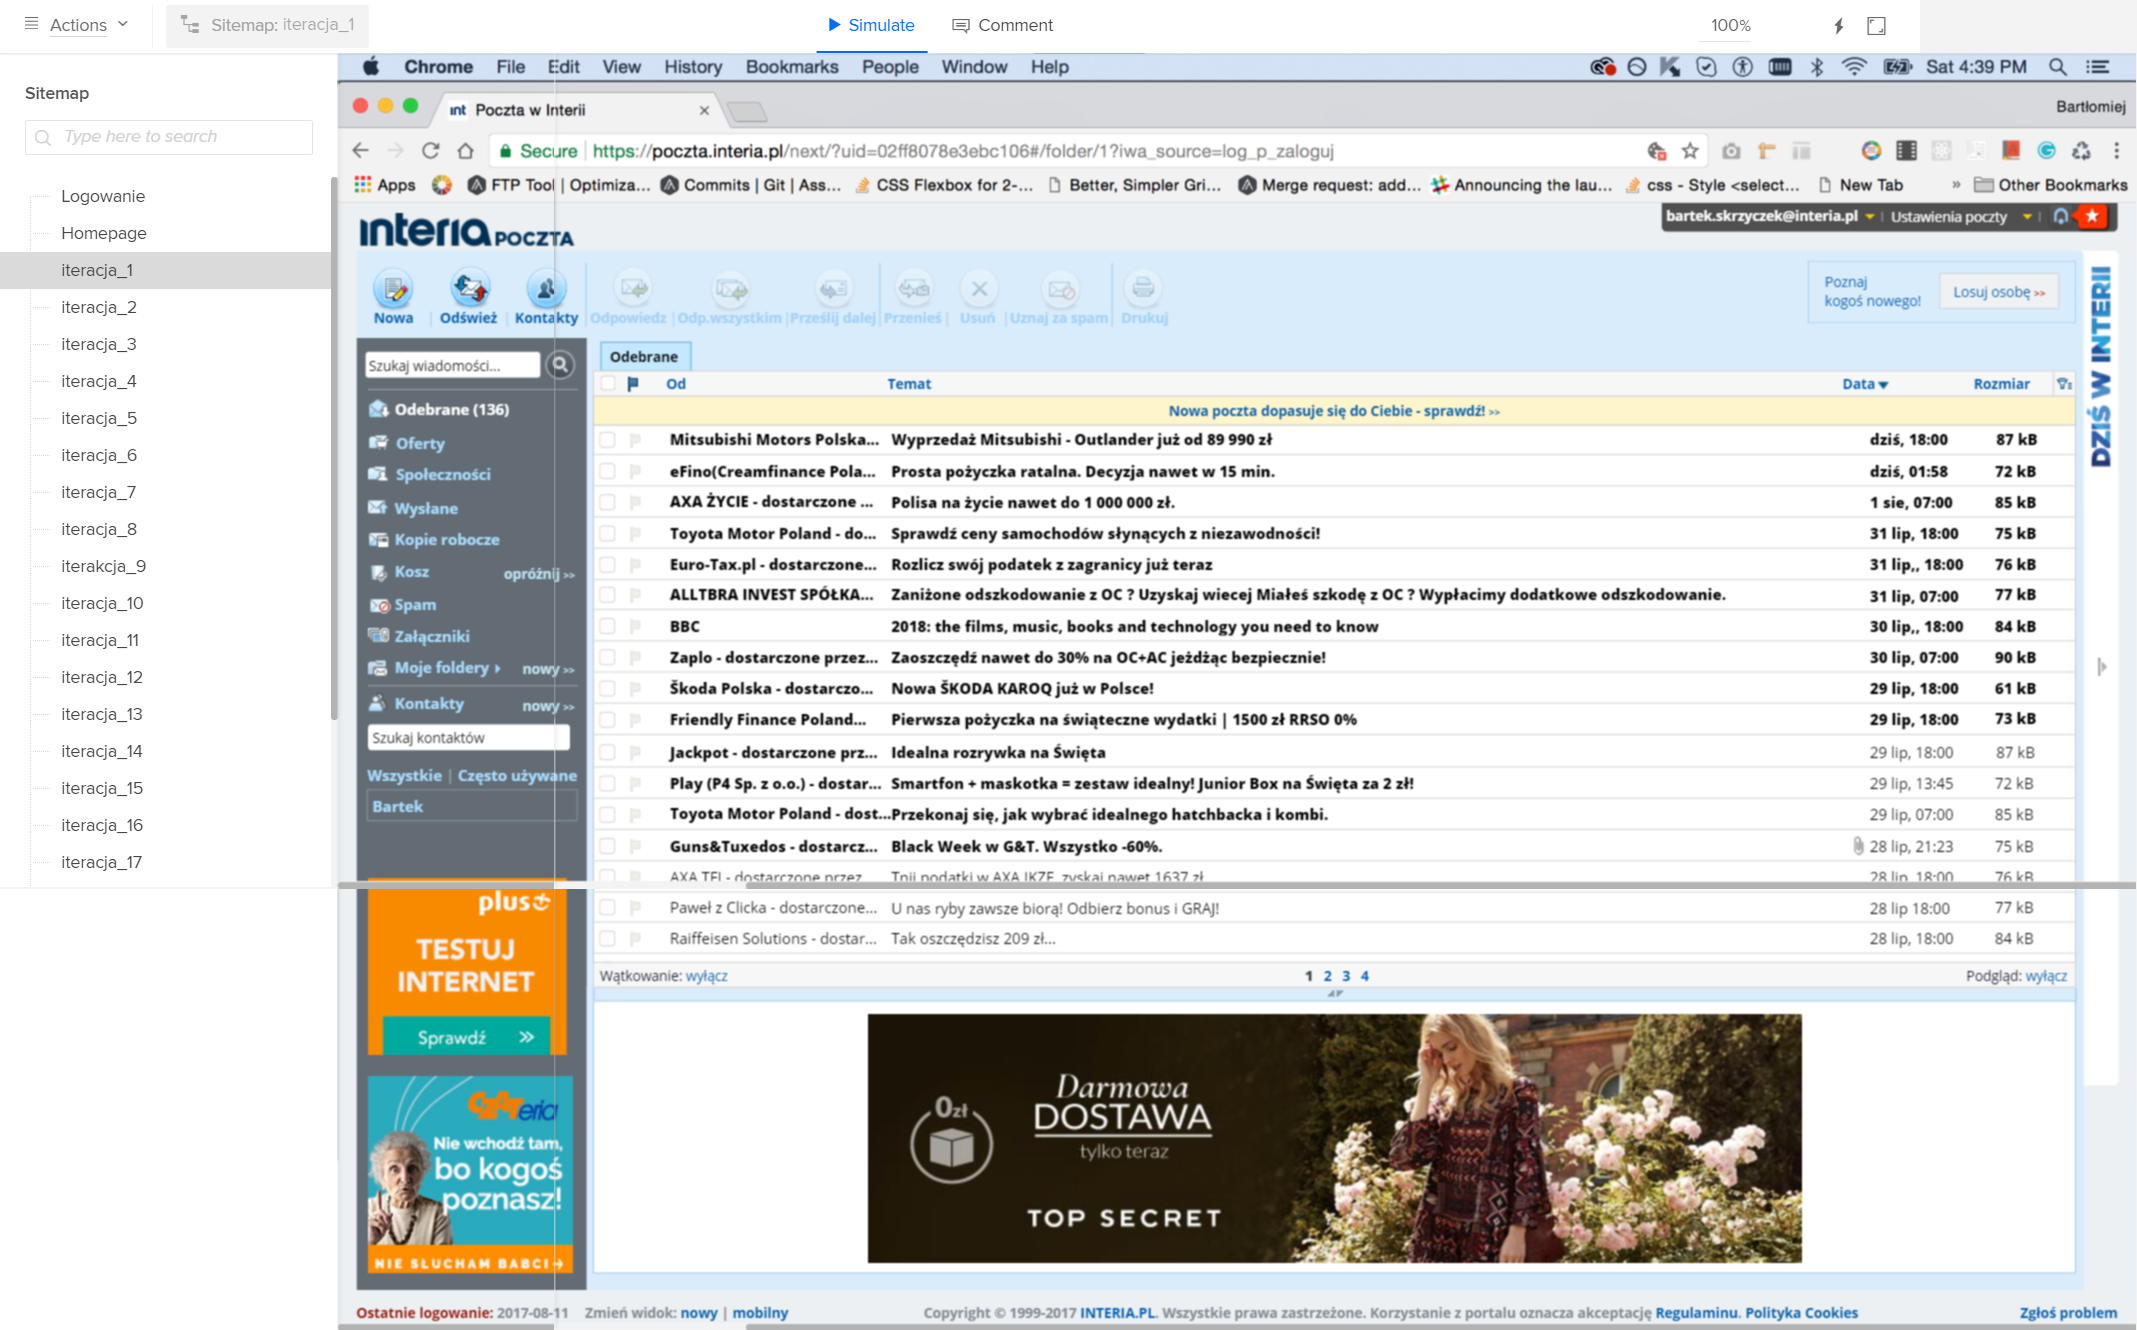 Actions
Sitemap: iteracja_1
Simulate
Comment
100%
Sitemap
Type here to search
Logowanie
Homepage
iteracja_1
iteracja_2
iteracja_3
iteracja_4
iteracja_5
iteracja_6
iteracja_7
iteracja_8
iterakcja_9
iteracja_10
iteracja_11
iteracja_12
iteracja_13
iteracja_14
iteracja_15
iteracja_16
iteracja_17
Chrome File Edit View History Bookmarks People Window Help
Sat 4:39 PM
int Poczta w Interii
Bartłomiej
Secure https://poczta.interia.pl/next/?uid=02ff8078e3ebc106#/folder/1?iwa_source=log_p_zaloguj
Apps FTP Tool | Optimiza... Commits | Git | Ass... CSS Flexbox for 2-... Better, Simpler Gri... Merge request: add... Announcing the lau... css - Style <select... New Tab » Other Bookmarks
interia POCZTA
bartek.skrzyczek@interia.pl | Ustawienia poczty |
Nowa | Odśwież | Kontakty Odpowiedz | Odp.wszystkim | Prześlij dalej Przenieś | Usuń | Uznaj za spam Drukuj
Poznaj
kogoś nowego!
Losuj osobę >>
DZIŚ W INTERII
Szukaj wiadomości...
Odebrane (136)
Oferty
Społeczności
Wysłane
Kopie robocze
Kosz opróżnij >>
Spam
Załączniki
Moje foldery nowy >>
Kontakty nowy >>
Szukaj kontaktów
Wszystkie | Często używane
Bartek
plus
TESTUJ
INTERNET
Sprawdź »
czateria
Nie wchodź tam,
bo kogoś
poznasz!
NIE SŁUCHAM BABCI
Odebrane
Od Temat Data Rozmiar
Nowa poczta dopasuje się do Ciebie - sprawdź! >>
Mitsubishi Motors Polska... Wyprzedaż Mitsubishi - Outlander już od 89 990 zł dziś, 18:00 87 kB
eFino(Creamfinance Pola... Prosta pożyczka ratalna. Decyzja nawet w 15 min. dziś, 01:58 72 kB
AXA ŻYCIE - dostarczone ... Polisa na życie nawet do 1 000 000 zł. 1 sie, 07:00 85 kB
Toyota Motor Poland - do... Sprawdź ceny samochodów słynących z niezawodności! 31 lip, 18:00 75 kB
Euro-Tax.pl - dostarczone... Rozlicz swój podatek z zagranicy już teraz 31 lip,, 18:00 76 kB
ALLTBRA INVEST SPÓŁKA... Zaniżone odszkodowanie z OC ? Uzyskaj wiecej Miałeś szkodę z OC ? Wypłacimy dodatkowe odszkodowanie. 31 lip, 07:00 77 kB
BBC 2018: the films, music, books and technology you need to know 30 lip,, 18:00 84 kB
Zaplo - dostarczone przez... Zaoszczędź nawet do 30% na OC+AC jeżdżąc bezpiecznie! 30 lip, 07:00 90 kB
Škoda Polska - dostarczo... Nowa ŠKODA KAROQ już w Polsce! 29 lip, 18:00 61 kB
Friendly Finance Poland... Pierwsza pożyczka na świąteczne wydatki | 1500 zł RRSO 0% 29 lip, 18:00 73 kB
Jackpot - dostarczone prz... Idealna rozrywka na Święta 29 lip, 18:00 87 kB
Play (P4 Sp. z o.o.) - dostar... Smartfon + maskotka = zestaw idealny! Junior Box na Święta za 2 zł! 29 lip, 13:45 72 kB
Toyota Motor Poland - dost... Przekonaj się, jak wybrać idealnego hatchbacka i kombi. 29 lip, 07:00 85 kB
Guns&Tuxedos - dostarcz... Black Week w G&T. Wszystko -60%. 28 lip, 21:23 75 kB
AXA TFI - dostarczone przez... Tnij podatki w AXA IKZE, zyskaj nawet 1637 zł 28 lip, 18:00 76 kB
Paweł z Clicka - dostarczone... U nas ryby zawsze biorą! Odbierz bonus i GRAJ! 28 lip 18:00 77 kB
Raiffeisen Solutions - dostar... Tak oszczędzisz 209 zł... 28 lip, 18:00 84 kB
Wątkowanie: wyłącz 1 2 3 4 Podgląd: wyłącz
0zł
Darmowa
DOSTAWA
tylko teraz
TOP SECRET
Ostatnie logowanie: 2017-08-11 Zmień widok: nowy | mobilny Copyright © 1999-2017 INTERIA.PL. Wszystkie prawa zastrzeżone. Korzystanie z portalu oznacza akceptację Regulaminu. Polityka Cookies Zgłoś problem